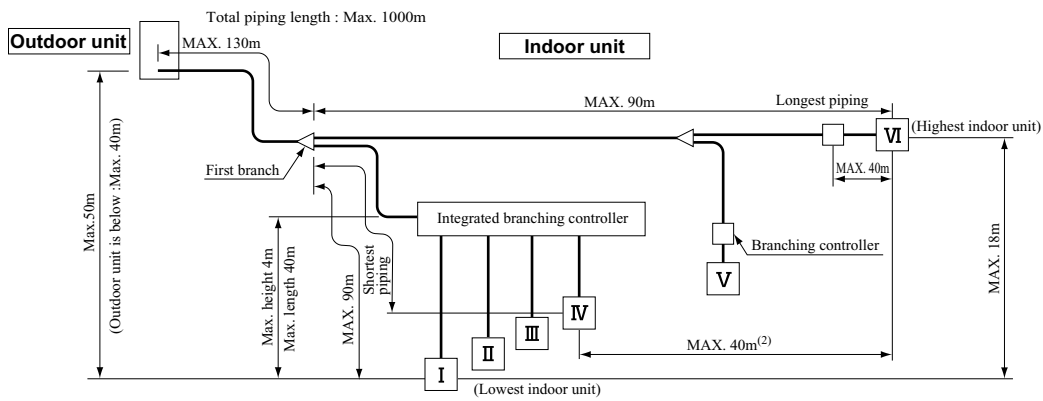 Total piping length : Max. 1000m
Outdoor unit
Indoor unit
MAX. 130m
MAX. 90m
Longest piping
Ⅵ
(Highest indoor unit)
First branch
MAX. 40m
Max.50m
(Outdoor unit is below :Max. 40m)
Integrated branching controller
Branching controller
Ⅴ
MAX. 18m
Max. height 4m
Max. length 40m
MAX. 90m
Shortest
piping
Ⅳ
Ⅲ
Ⅱ
Ⅰ
MAX. 40m(2)
(Lowest indoor unit)